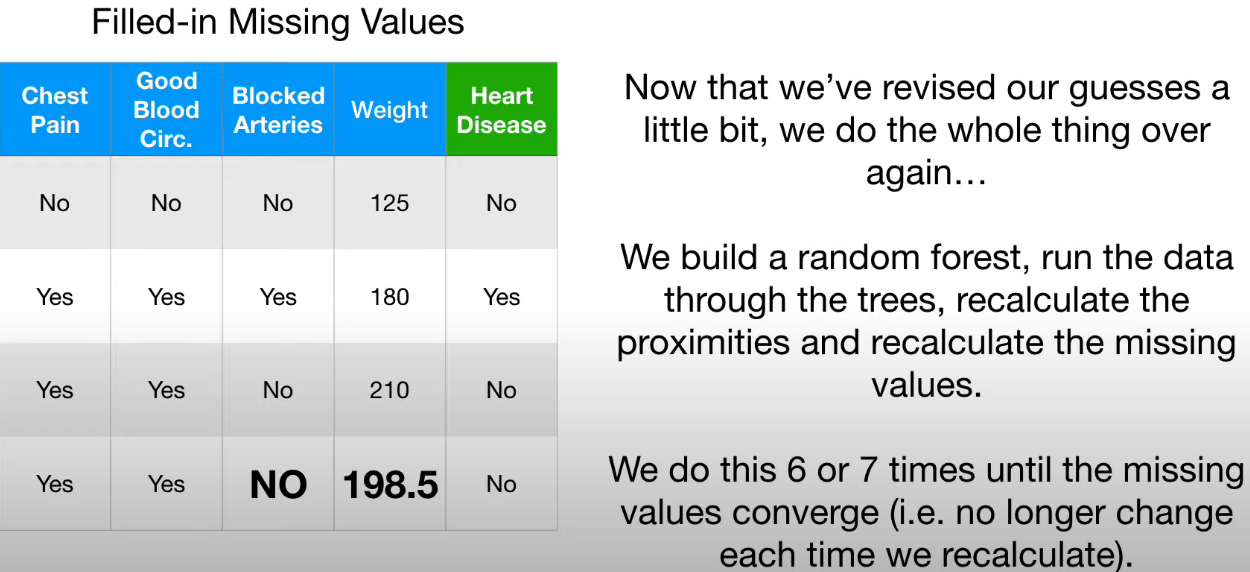 Filled-in Missing Values
Chest Pain Good Blood Circ. Blocked Arteries Weight Heart Disease
No No No 125 No
Yes Yes Yes 180 Yes
Yes Yes No 210 No
Yes Yes NO 198.5 No
Now that we’ve revised our guesses a
little bit, we do the whole thing over
again…
We build a random forest, run the data
through the trees, recalculate the
proximities and recalculate the missing
values.
We do this 6 or 7 times until the missing
values converge (i.e. no longer change
each time we recalculate).